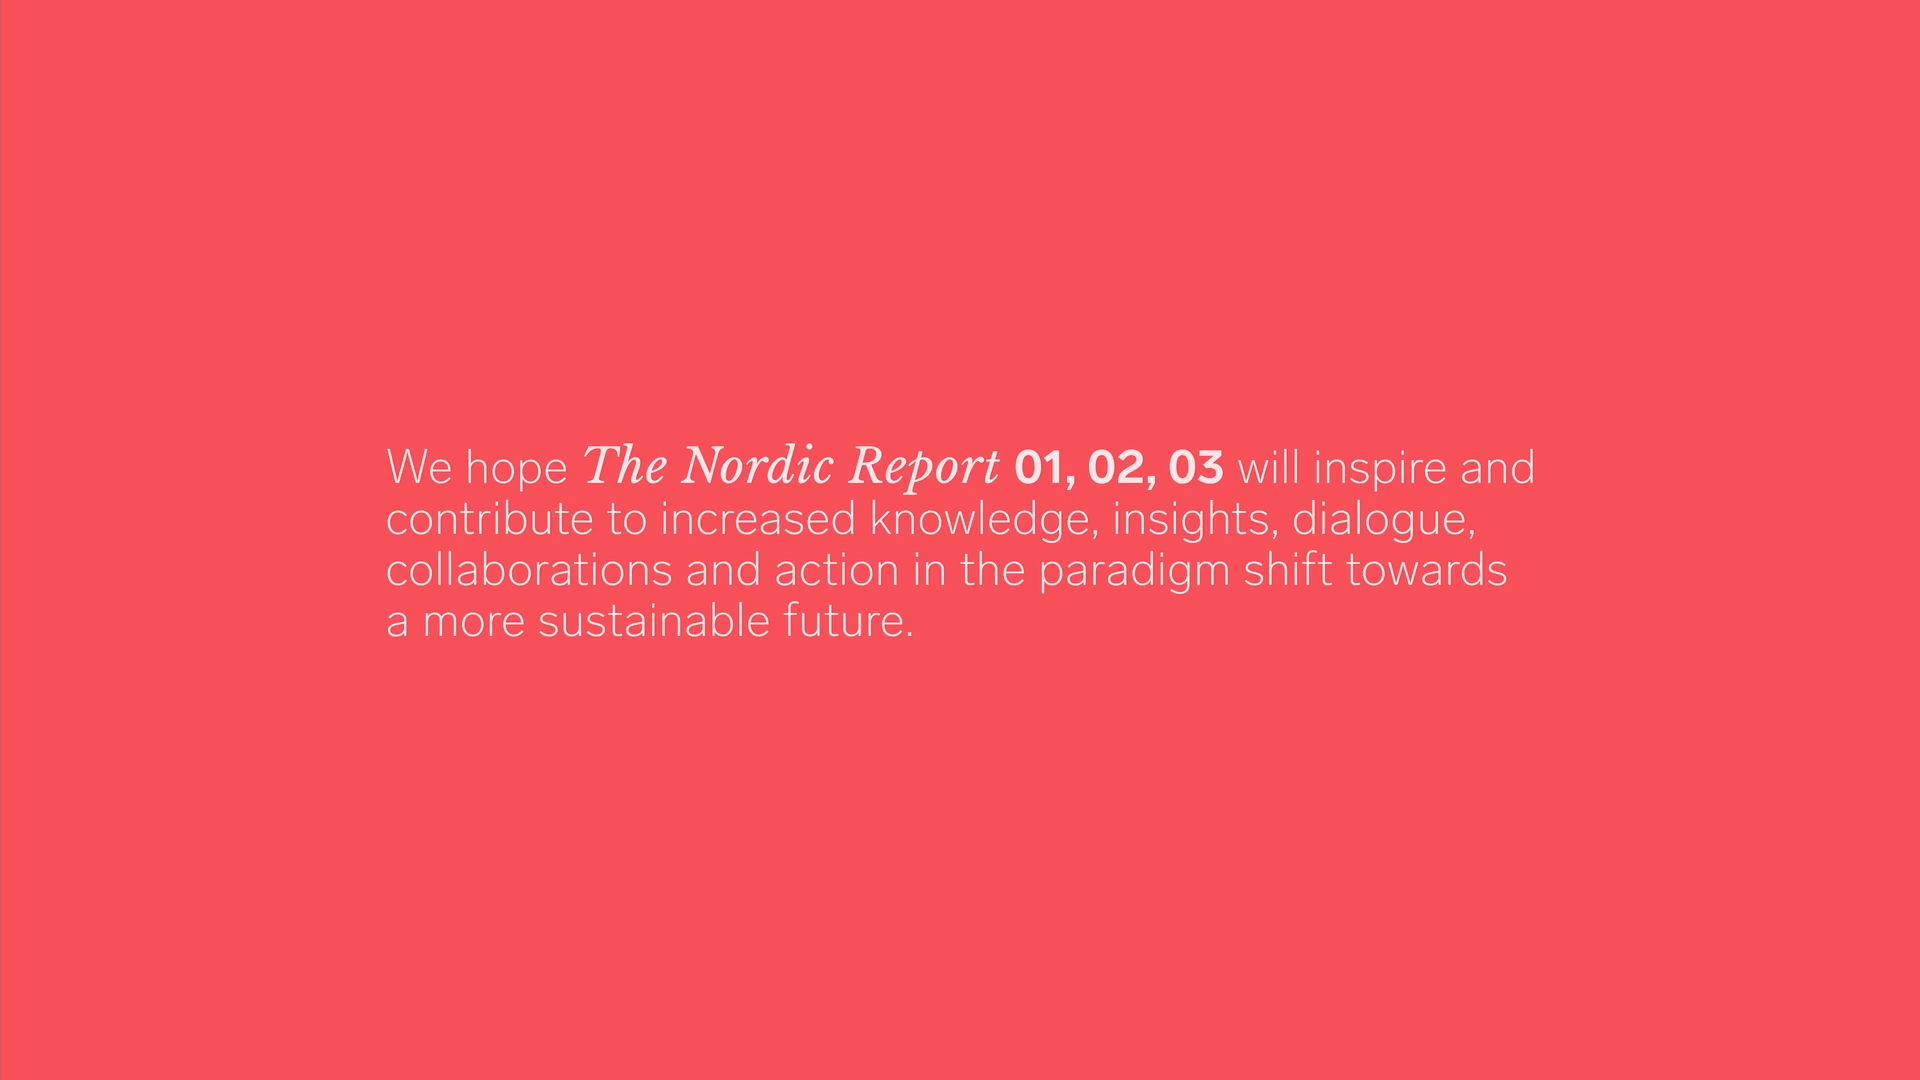 We hope The Nordic Report 01, 02, 03 will inspire and
contribute to increased knowledge, insights, dialogue,
collaborations and action in the paradigm shift towards
a more sustainable future.